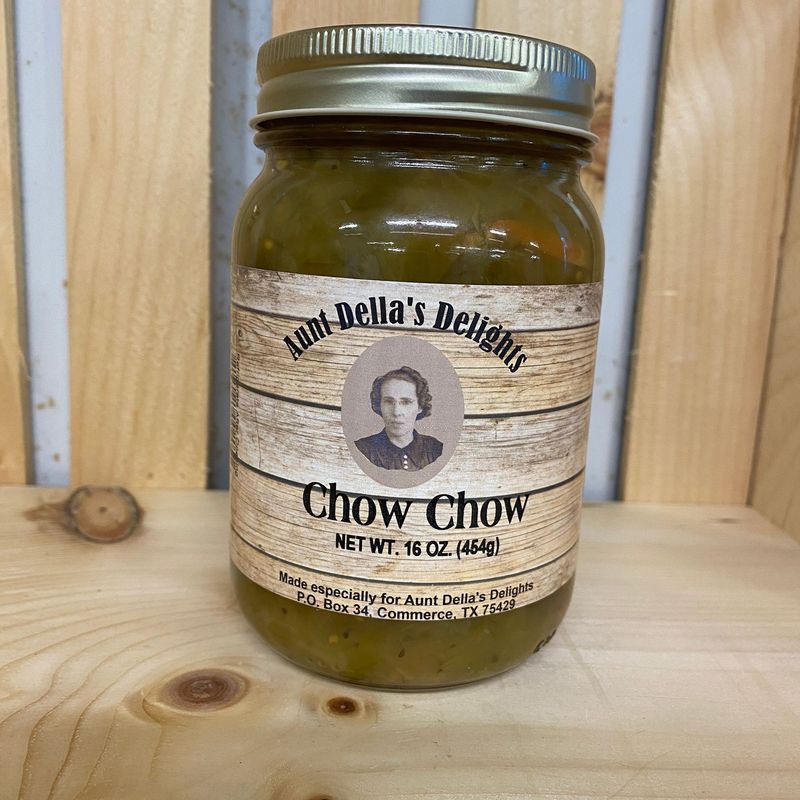 Aunt Della's Delights
Chow Chow
NET WT. 16 OZ. (454g)
Made especially for Aunt Della's Delights
P.O. Box 34, Commerce, TX 75429